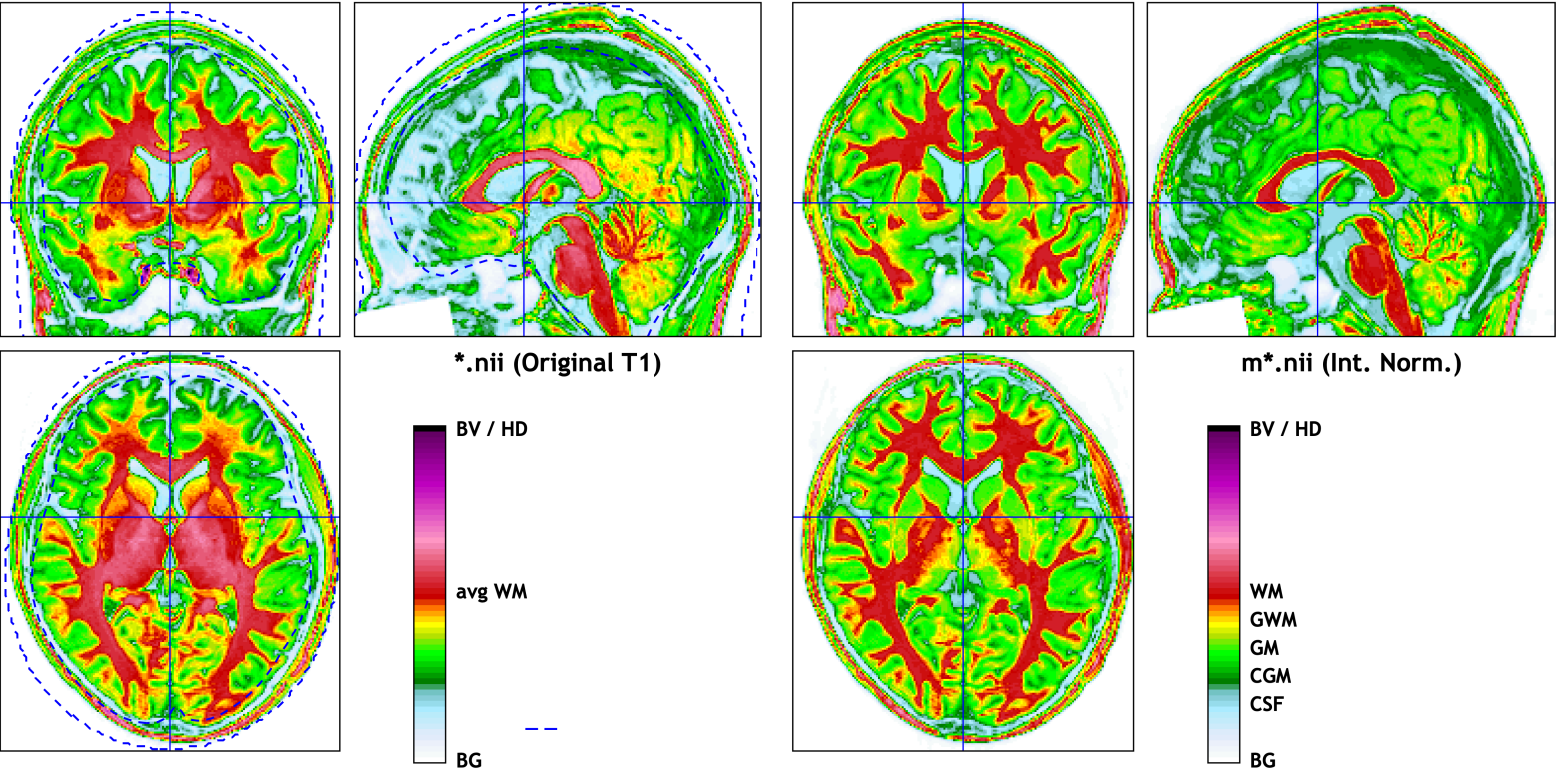 *.nii (Original T1)
m*.nii (Int. Norm.)
BV / HD
avg WM
BG
BV / HD
WM
GWM
GM
CGM
CSF
BG